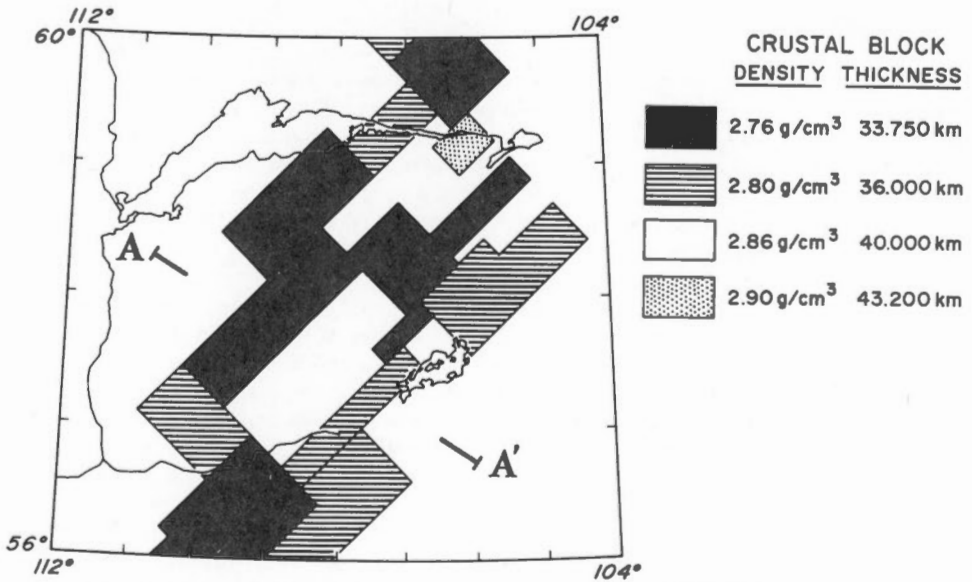 112°
104°
60°
CRUSTAL BLOCK
DENSITY THICKNESS
2.76 g/cm³ 33.750 km
2.80 g/cm³ 36.000 km
2.86 g/cm³ 40.000 km
2.90 g/cm³ 43.200 km
A
A'
56°
112°
104°